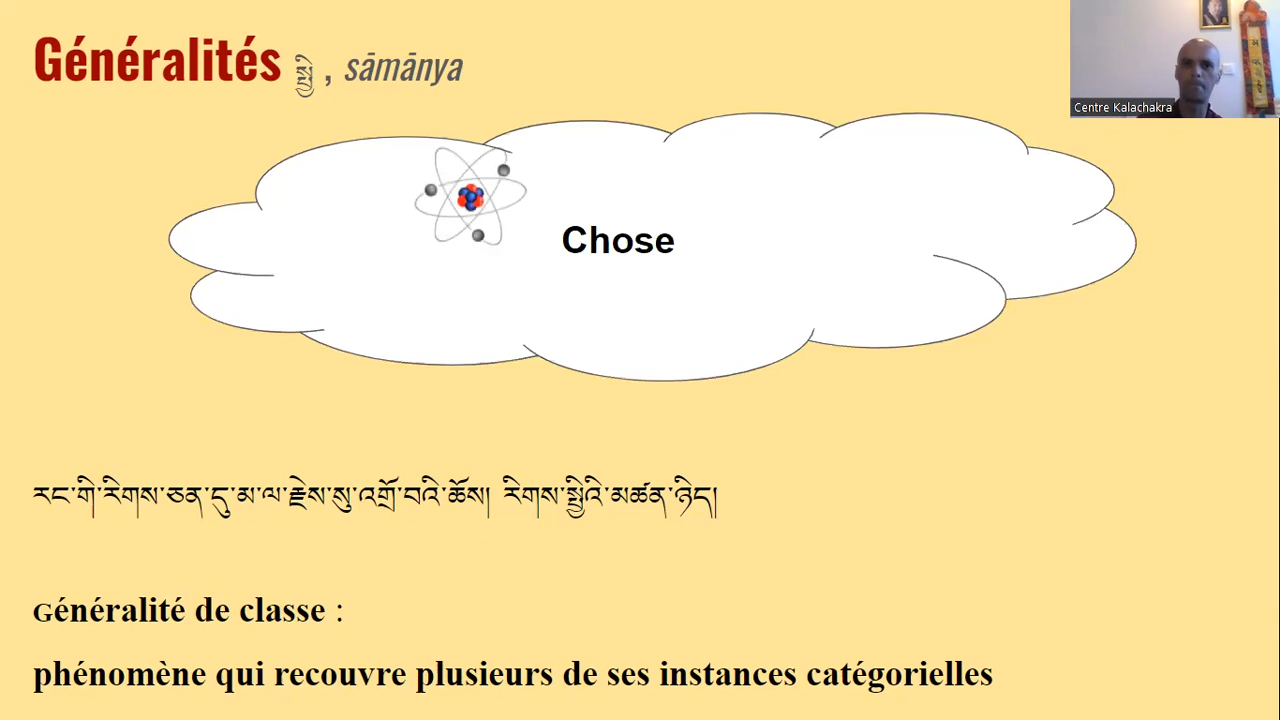 Généralités སྤྱི , sāmānya
Centre Kalachakra
Chose
རང་གི་རིགས་ཅན་དུ་མ་ལ་རྗེས་སུ་འགྲོ་བའི་ཆོས། རིགས་སྤྱིའི་མཚན་ཉིད།
Généralité de classe :
phénomène qui recouvre plusieurs de ses instances catégorielles